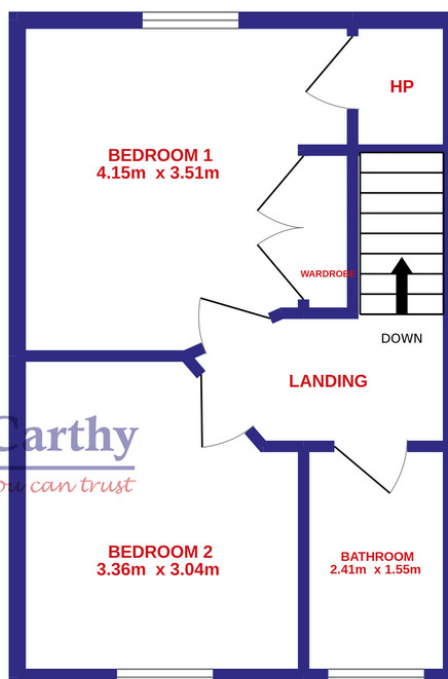 HP
BEDROOM 1
4.15m x 3.51m
WARDROBE
DOWN
LANDING
Carthy
you can trust
BEDROOM 2
3.36m x 3.04m
BATHROOM
2.41m x 1.55m